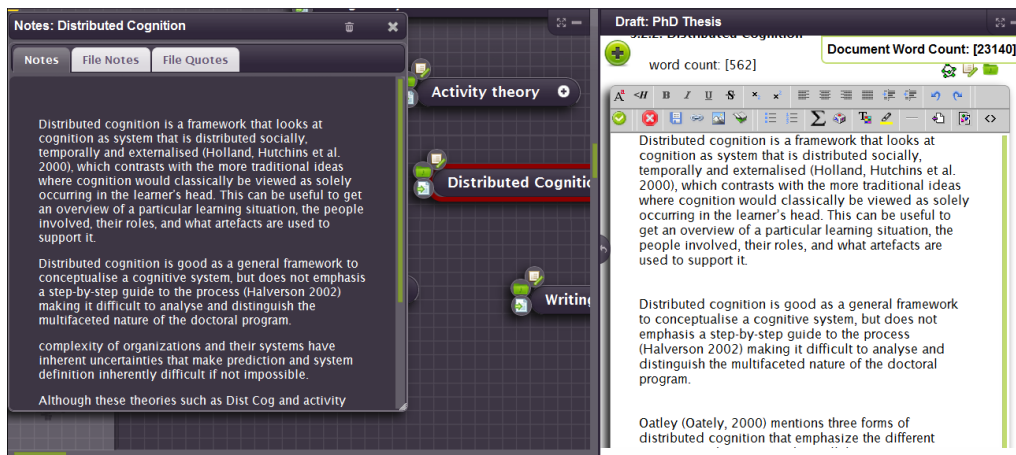 Notes: Distributed Cognition
Notes
File Notes
File Quotes
Distributed cognition is a framework that looks at
cognition as system that is distributed socially,
temporally and externalised (Holland, Hutchins et al.
2000), which contrasts with the more traditional ideas
where cognition would classically be viewed as solely
occurring in the learner's head. This can be useful to get
an overview of a particular learning situation, the people
involved, their roles, and what artefacts are used to
support it.
Distributed cognition is good as a general framework to
conceptualise a cognitive system, but does not emphasis
a step-by-step guide to the process (Halverson 2002)
making it difficult to analyse and distinguish the
multifaceted nature of the doctoral program.
complexity of organizations and their systems have
inherent uncertainties that make prediction and system
definition inherently difficult if not impossible.
Although these theories such as Dist Cog and activity
Activity theory
Distributed Cognitio
Writing
Draft: PhD Thesis
Distributed Cognition
Document Word Count: [23140]
word count: [562]
Distributed cognition is a framework that looks at
cognition as system that is distributed socially,
temporally and externalised (Holland, Hutchins et al.
2000), which contrasts with the more traditional ideas
where cognition would classically be viewed as solely
occurring in the learner's head. This can be useful to
get an overview of a particular learning situation, the
people involved, their roles, and what artefacts are
used to support it.
Distributed cognition is good as a general framework
to conceptualise a cognitive system, but does not
emphasis a step-by-step guide to the process
(Halverson 2002) making it difficult to analyse and
distinguish the multifaceted nature of the doctoral
program.
Oatley (Oately, 2000) mentions three forms of
distributed cognition that emphasize the different